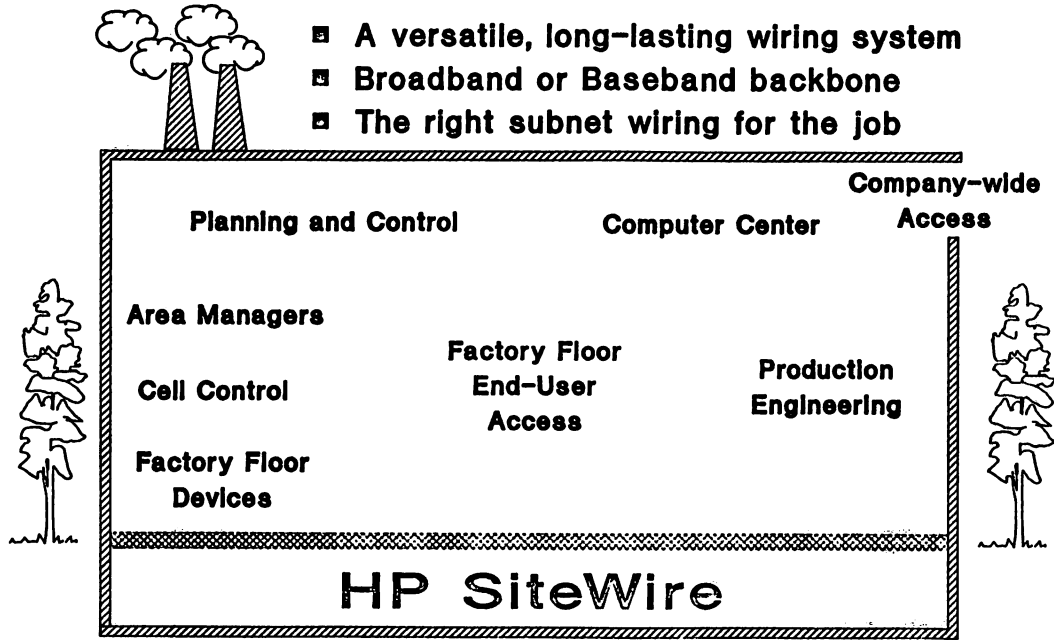 A versatile, long-lasting wiring system
Broadband or Baseband backbone
The right subnet wiring for the job
Company-wide
Access
Planning and Control
Computer Center
Area Managers
Factory Floor
End-User
Access
Production
Engineering
Cell Control
Factory Floor
Devices
HP SiteWire